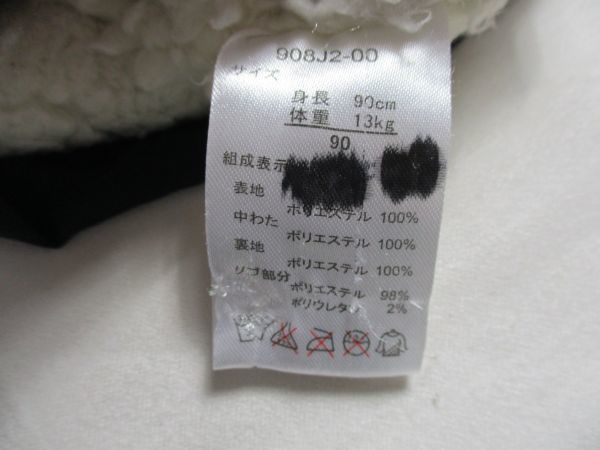 908J2-00
サイズ
身長 90cm
体重 13kg
90
組成表示
表地
ポリエステル 100%
中わた
ポリエステル 100%
裏地
ポリエステル 100%
リブ部分
ポリエステル 98%
ポリウレタン 2%